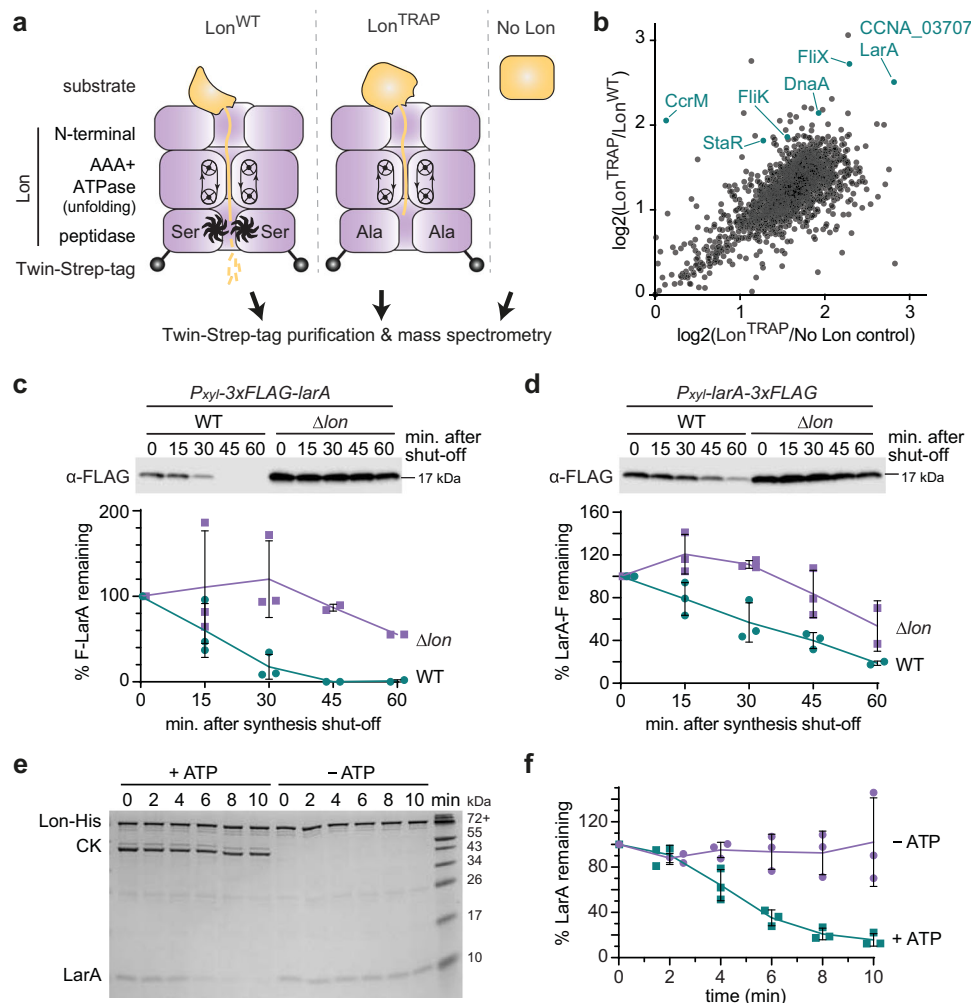 a
Lon^WT
Lon^TRAP
No Lon
substrate
Lon
N-terminal
AAA+
ATPase
(unfolding)
peptidase
Ser
Ser
Ala
Ala
Twin-Strep-tag
Twin-Strep-tag purification & mass spectrometry
b
log2(Lon^TRAP/Lon^WT)
3
2
1
0
0
1
2
3
log2(Lon^TRAP/No Lon control)
CCNA_03707
LarA
FliX
DnaA
FliK
CcrM
StaR
c
Pxyl-3xFLAG-larA
WT
Δlon
0 15 30 45 60 0 15 30 45 60
min. after
shut-off
α-FLAG
17 kDa
% F-LarA remaining
200
100
0
0
15
30
45
60
Δlon
WT
min. after synthesis shut-off
d
Pxyl-larA-3xFLAG
WT
Δlon
0 15 30 45 60 0 15 30 45 60
min. after
shut-off
α-FLAG
17 kDa
% LarA-F remaining
160
120
80
40
0
0
15
30
45
60
Δlon
WT
min. after synthesis shut-off
e
+ ATP
– ATP
0 2 4 6 8 10 0 2 4 6 8 10 min
kDa
Lon-His
CK
LarA
72+
55
43
34
26
17
10
f
% LarA remaining
120
80
40
0
0
2
4
6
8
10
– ATP
+ ATP
time (min)